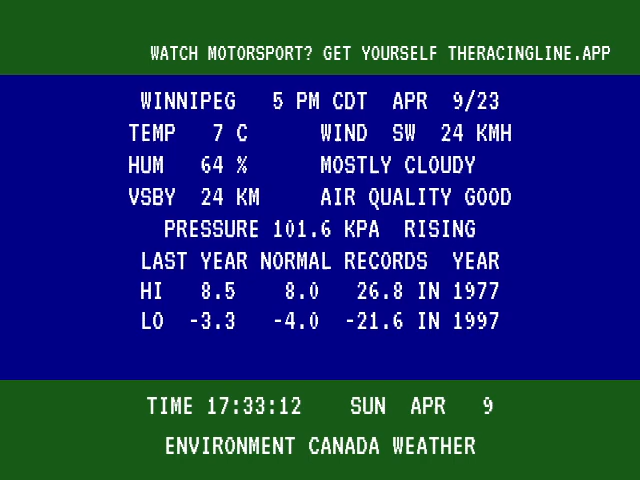 WATCH MOTORSPORT? GET YOURSELF THERACINGLINE.APP
WINNIPEG 5 PM CDT APR 9/23
TEMP 7 C WIND SW 24 KMH
HUM 64 % MOSTLY CLOUDY
VSBY 24 KM AIR QUALITY GOOD
PRESSURE 101.6 KPA RISING
LAST YEAR NORMAL RECORDS YEAR
HI 8.5 8.0 26.8 IN 1977
LO -3.3 -4.0 -21.6 IN 1997
TIME 17:33:12 SUN APR 9
ENVIRONMENT CANADA WEATHER